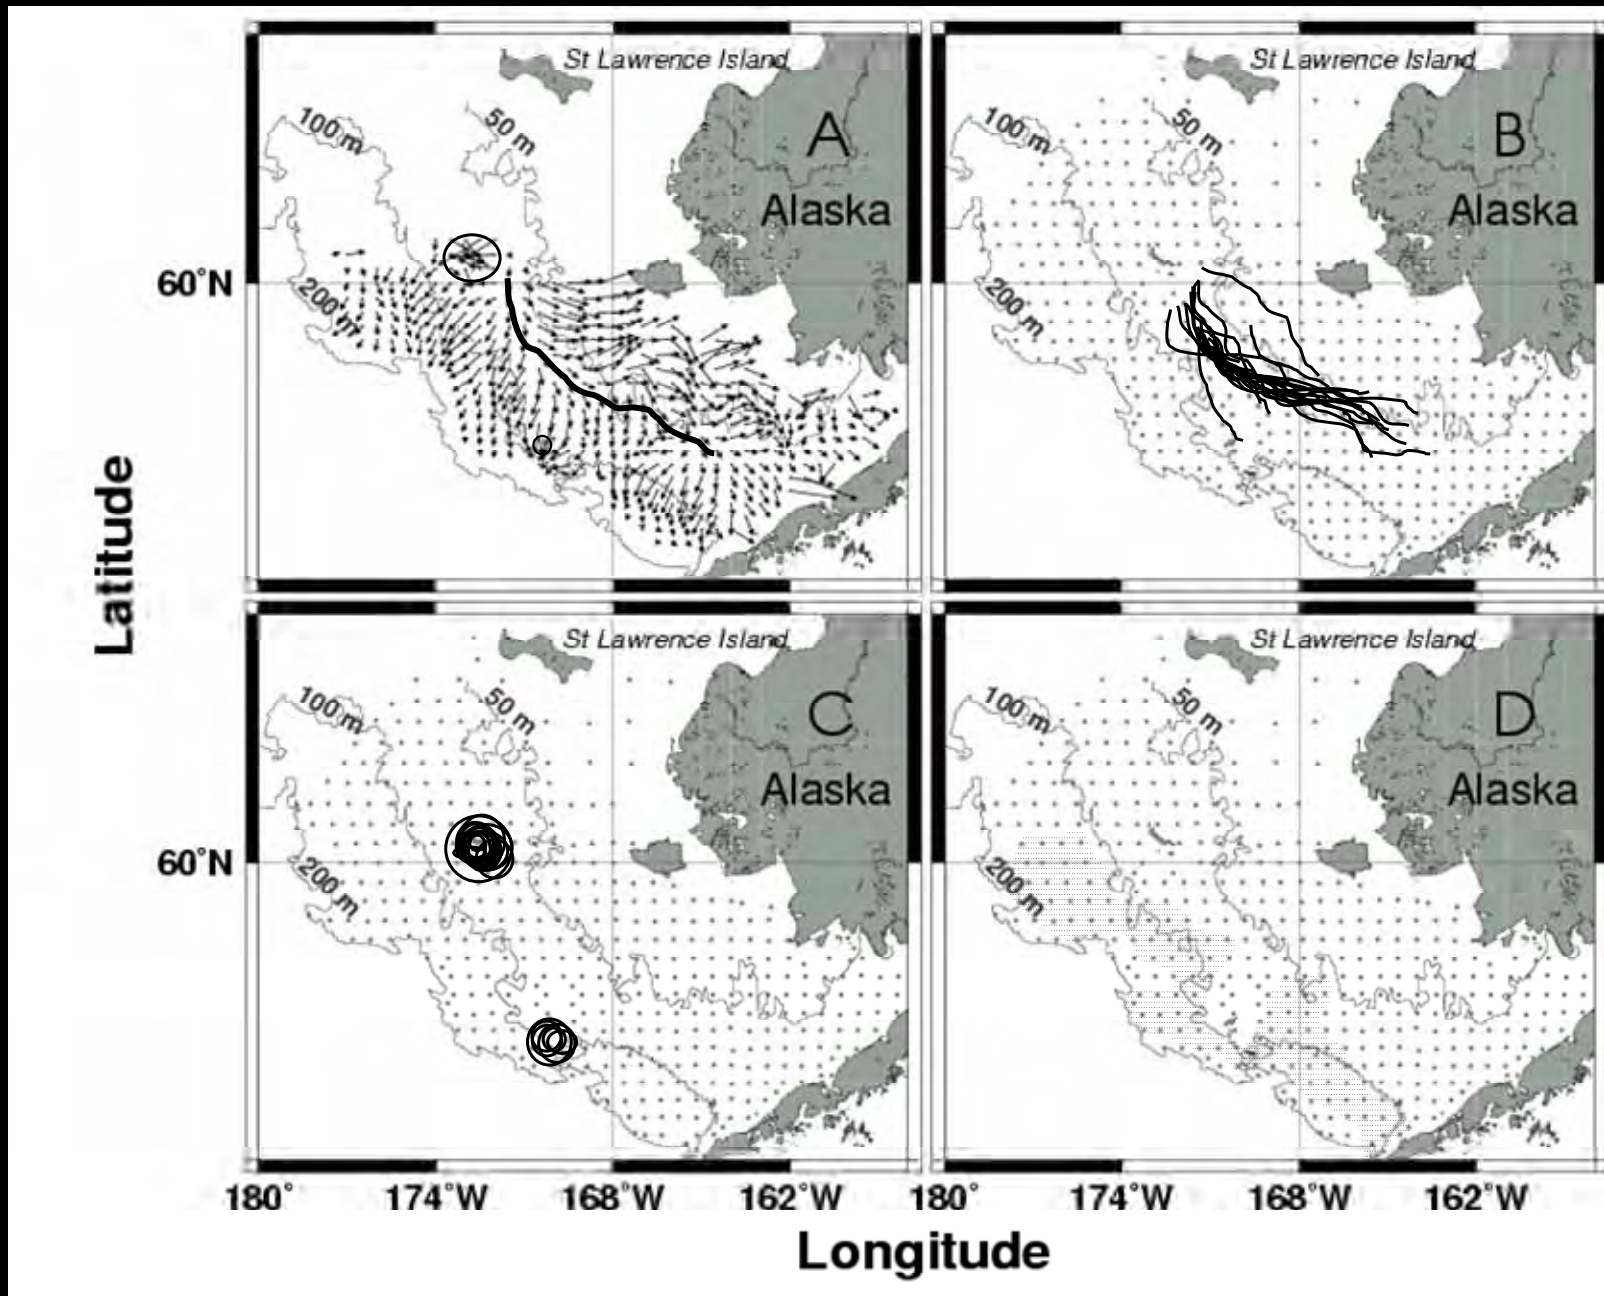 St Lawrence Island
St Lawrence Island
100 m
50 m
A
100 m
50 m
B
Alaska
Alaska
60°N
200 m
200 m
Latitude
St Lawrence Island
St Lawrence Island
100 m
50 m
C
100 m
50 m
D
Alaska
Alaska
60°N
200 m
200 m
180° 174°W 168°W 162°W 180° 174°W 168°W 162°W
Longitude